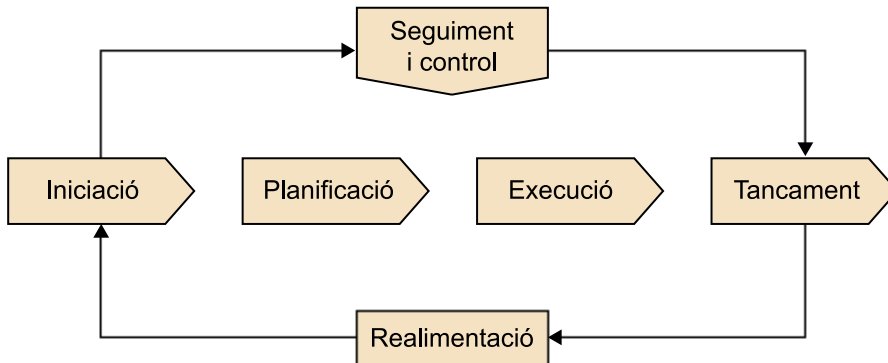 Seguiment
i control
Iniciació
Planificació
Execució
Tancament
Realimentació